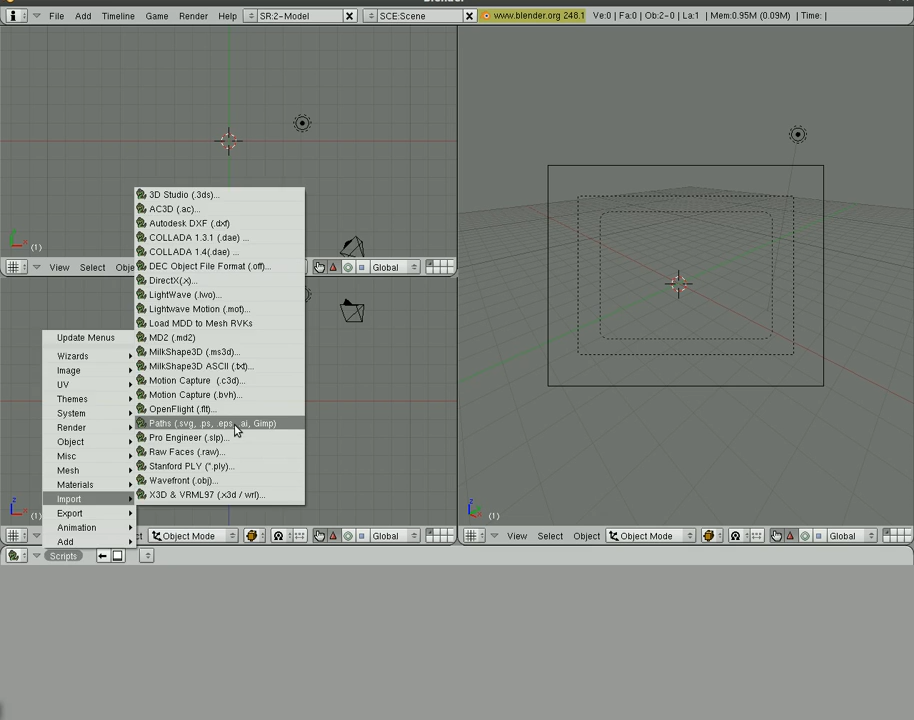 File Add Timeline Game Render Help SR:2-Model SCE:Scene www.blender.org 248.1 Ve:0 | Fa:0 | Ob:2-0 | La:1 | Mem:0.95M (0.09M) | Time: |
3D Studio (.3ds)...
AC3D (.ac)...
Autodesk DXF (.dxf)
COLLADA 1.3.1 (.dae) ...
COLLADA 1.4(.dae) ...
DEC Object File Format (.off)...
DirectX(.x)...
LightWave (.lwo)...
Lightwave Motion (.mot)...
Load MDD to Mesh RVKs
MD2 (.md2)
MilkShape3D (.ms3d)...
MilkShape3D ASCII (.txt)...
Motion Capture (.c3d)...
Motion Capture (.bvh)...
OpenFlight (.flt)...
Paths (.svg, .ps, .eps, .ai, Gimp)
Pro Engineer (.slp)...
Raw Faces (.raw)...
Stanford PLY (*.ply)...
Wavefront (.obj)...
X3D & VRML97 (.x3d / wrl)...
z
x
(1)
View Select Global
Update Menus
Wizards
Image
UV
Themes
System
Render
Object
Misc
Mesh
Materials
Import
Export
Animation
Add
z
(1)
Object Mode Global
z
x
(1)
View Select Object Object Mode Global
Scripts